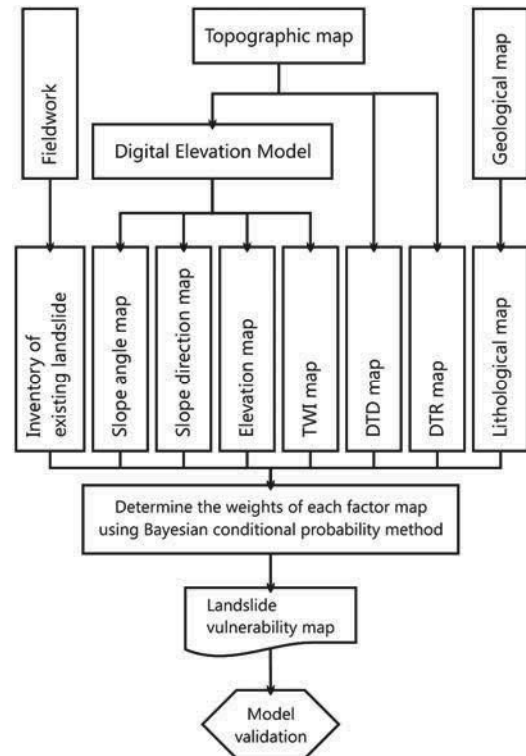 Topographic map
Fieldwork
Geological map
Digital Elevation Model
Inventory of
existing landslide
Slope angle map
Slope direction map
Elevation map
TWI map
DTD map
DTR map
Lithological map
Determine the weights of each factor map
using Bayesian conditional probability method
Landslide
vulnerability map
Model
validation